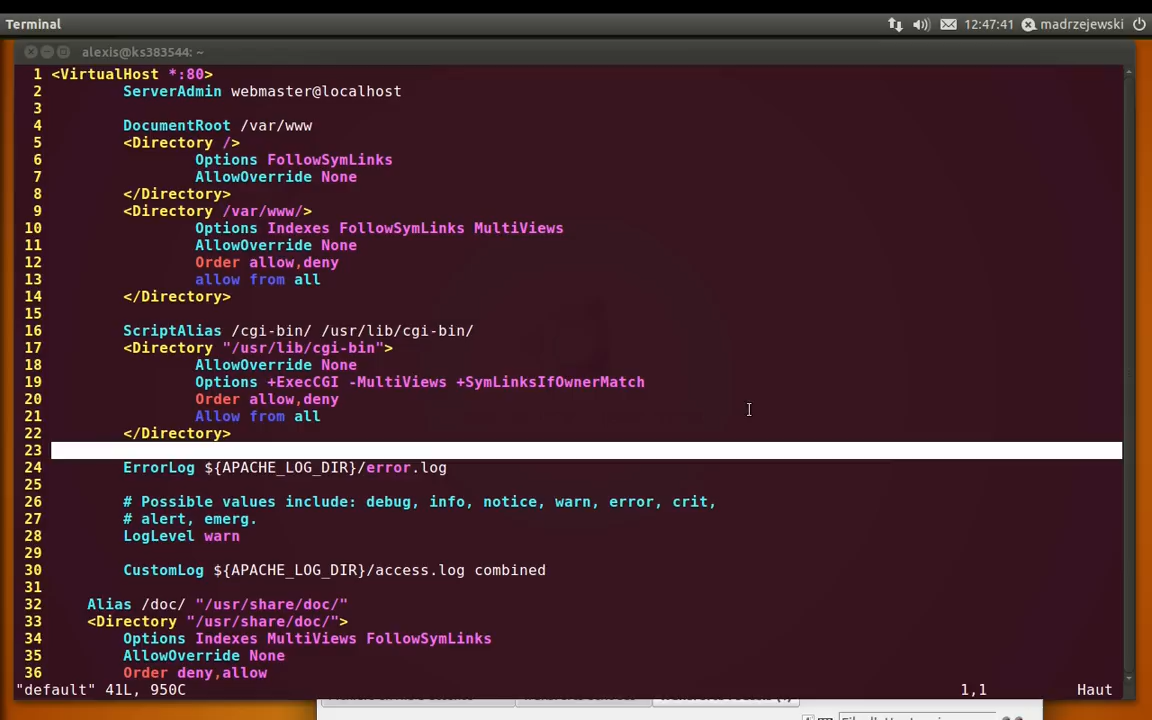 Terminal
12:47:41 madrzejewski
alexis@ks383544: ~
1 <VirtualHost *:80>
2 ServerAdmin webmaster@localhost
3
4 DocumentRoot /var/www
5 <Directory />
6 Options FollowSymLinks
7 AllowOverride None
8 </Directory>
9 <Directory /var/www/>
10 Options Indexes FollowSymLinks MultiViews
11 AllowOverride None
12 Order allow,deny
13 allow from all
14 </Directory>
15
16 ScriptAlias /cgi-bin/ /usr/lib/cgi-bin/
17 <Directory "/usr/lib/cgi-bin">
18 AllowOverride None
19 Options +ExecCGI -MultiViews +SymLinksIfOwnerMatch
20 Order allow,deny
21 Allow from all
22 </Directory>
23
24 ErrorLog ${APACHE_LOG_DIR}/error.log
25
26 # Possible values include: debug, info, notice, warn, error, crit,
27 # alert, emerg.
28 LogLevel warn
29
30 CustomLog ${APACHE_LOG_DIR}/access.log combined
31
32 Alias /doc/ "/usr/share/doc/"
33 <Directory "/usr/share/doc/">
34 Options Indexes MultiViews FollowSymLinks
35 AllowOverride None
36 Order deny,allow
"default" 41L, 950C 1,1 Haut